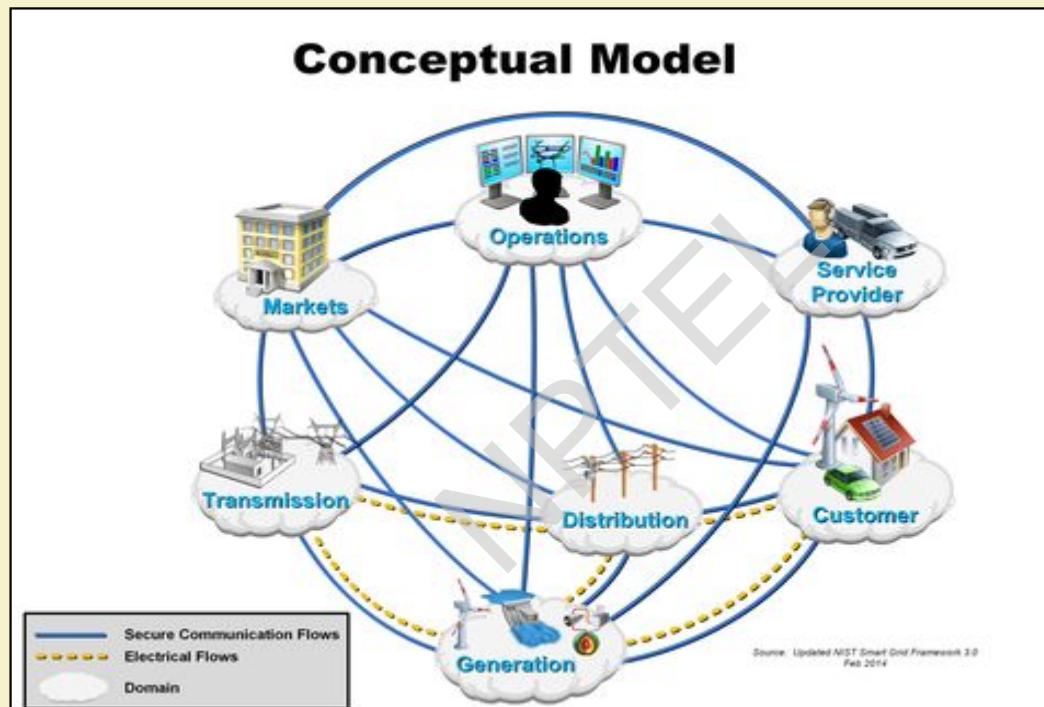 Conceptual Model
Operations
Markets
Service
Provider
Transmission
Distribution
Customer
Generation
Secure Communication Flows
Electrical Flows
Domain
Source: Updated NIST Smart Grid Framework 3.0
Feb 2014
NPTEL